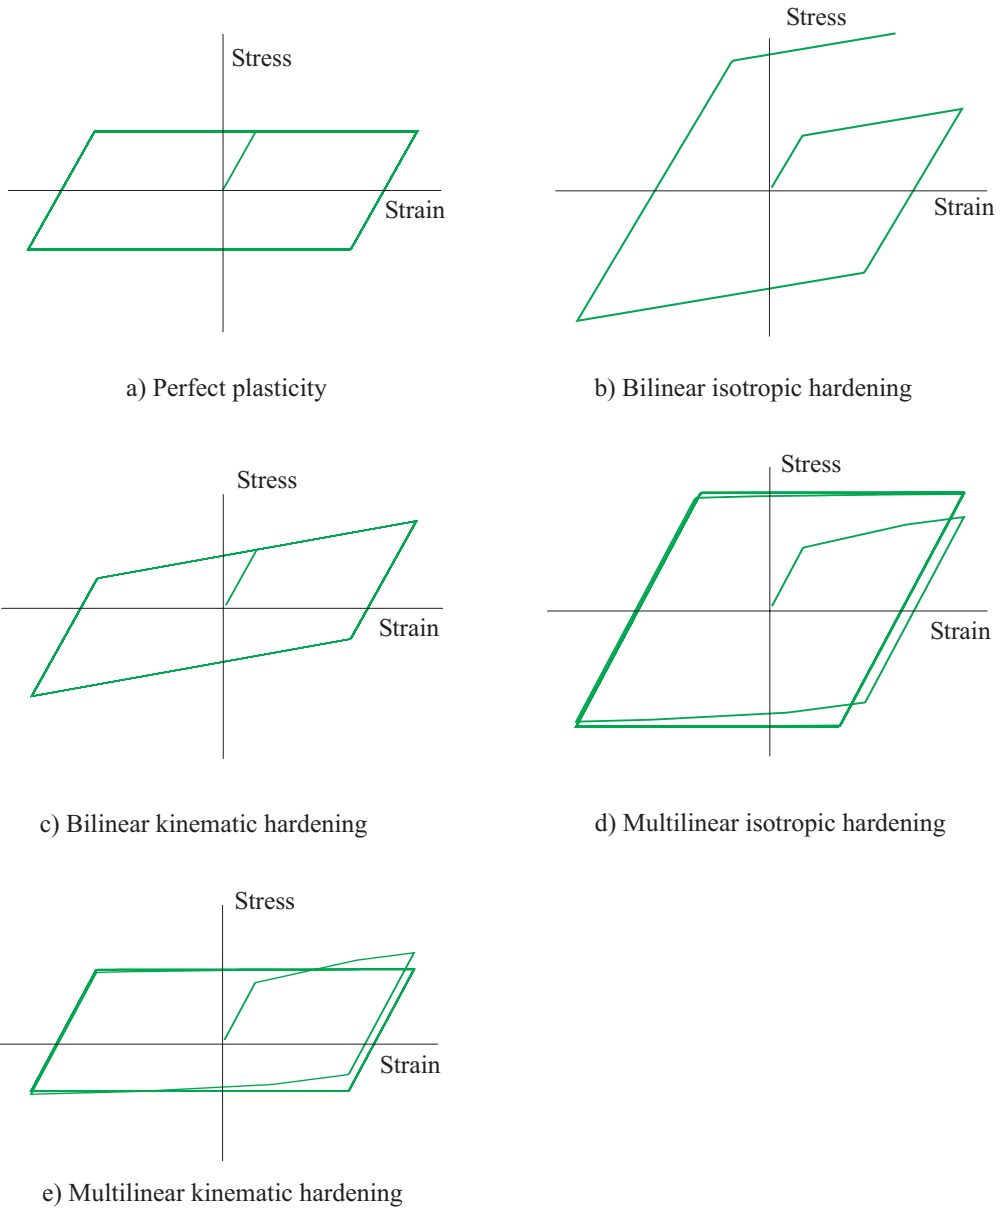 Stress
Strain
a) Perfect plasticity
Stress
Strain
b) Bilinear isotropic hardening
Stress
Strain
c) Bilinear kinematic hardening
Stress
Strain
d) Multilinear isotropic hardening
Stress
Strain
e) Multilinear kinematic hardening